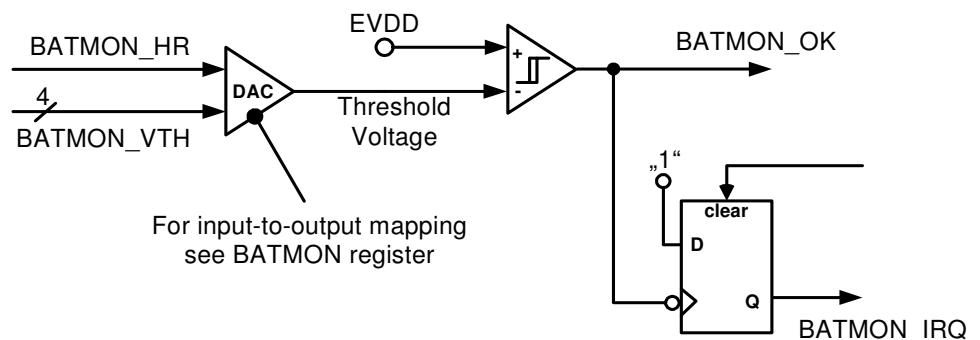 EVDD
BATMON_HR
BATMON_OK
+
DAC
-
4
Threshold
Voltage
BATMON_VTH
„1“
clear
For input-to-output mapping
see BATMON register
D
Q
BATMON_IRQ